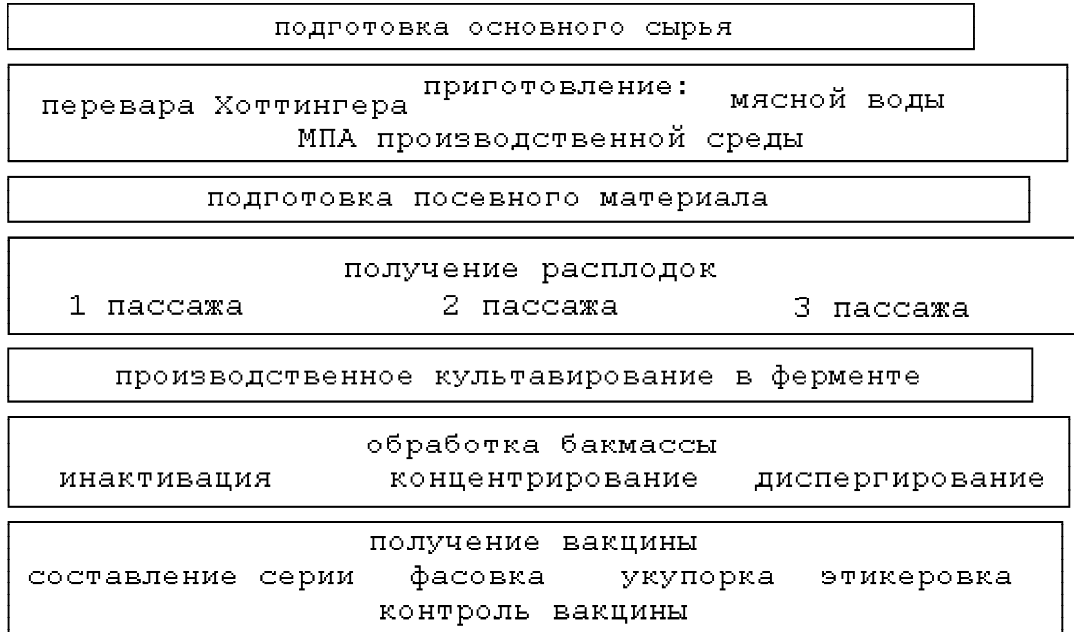 подготовка основного сырья
приготовление:
перевара Хоттингера мясной воды
МПА производственной среды
подготовка посевного материала
получение расплодок
1 пассажа 2 пассажа 3 пассажа
производственное культавирование в ферменте
обработка бакмассы
инактивация концентрирование диспергирование
получение вакцины
составление серии фасовка укупорка этикеровка
контроль вакцины